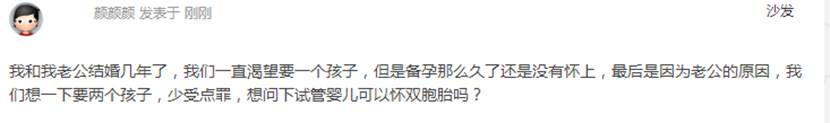 颜颜颜 发表于 刚刚
沙发
我和我老公结婚几年了，我们一直渴望要一个孩子，但是备孕那么久了还是没有怀上，最后是因为老公的原因，我
们想一下要两个孩子，少受点罪，想问下试管婴儿可以怀双胞胎吗？